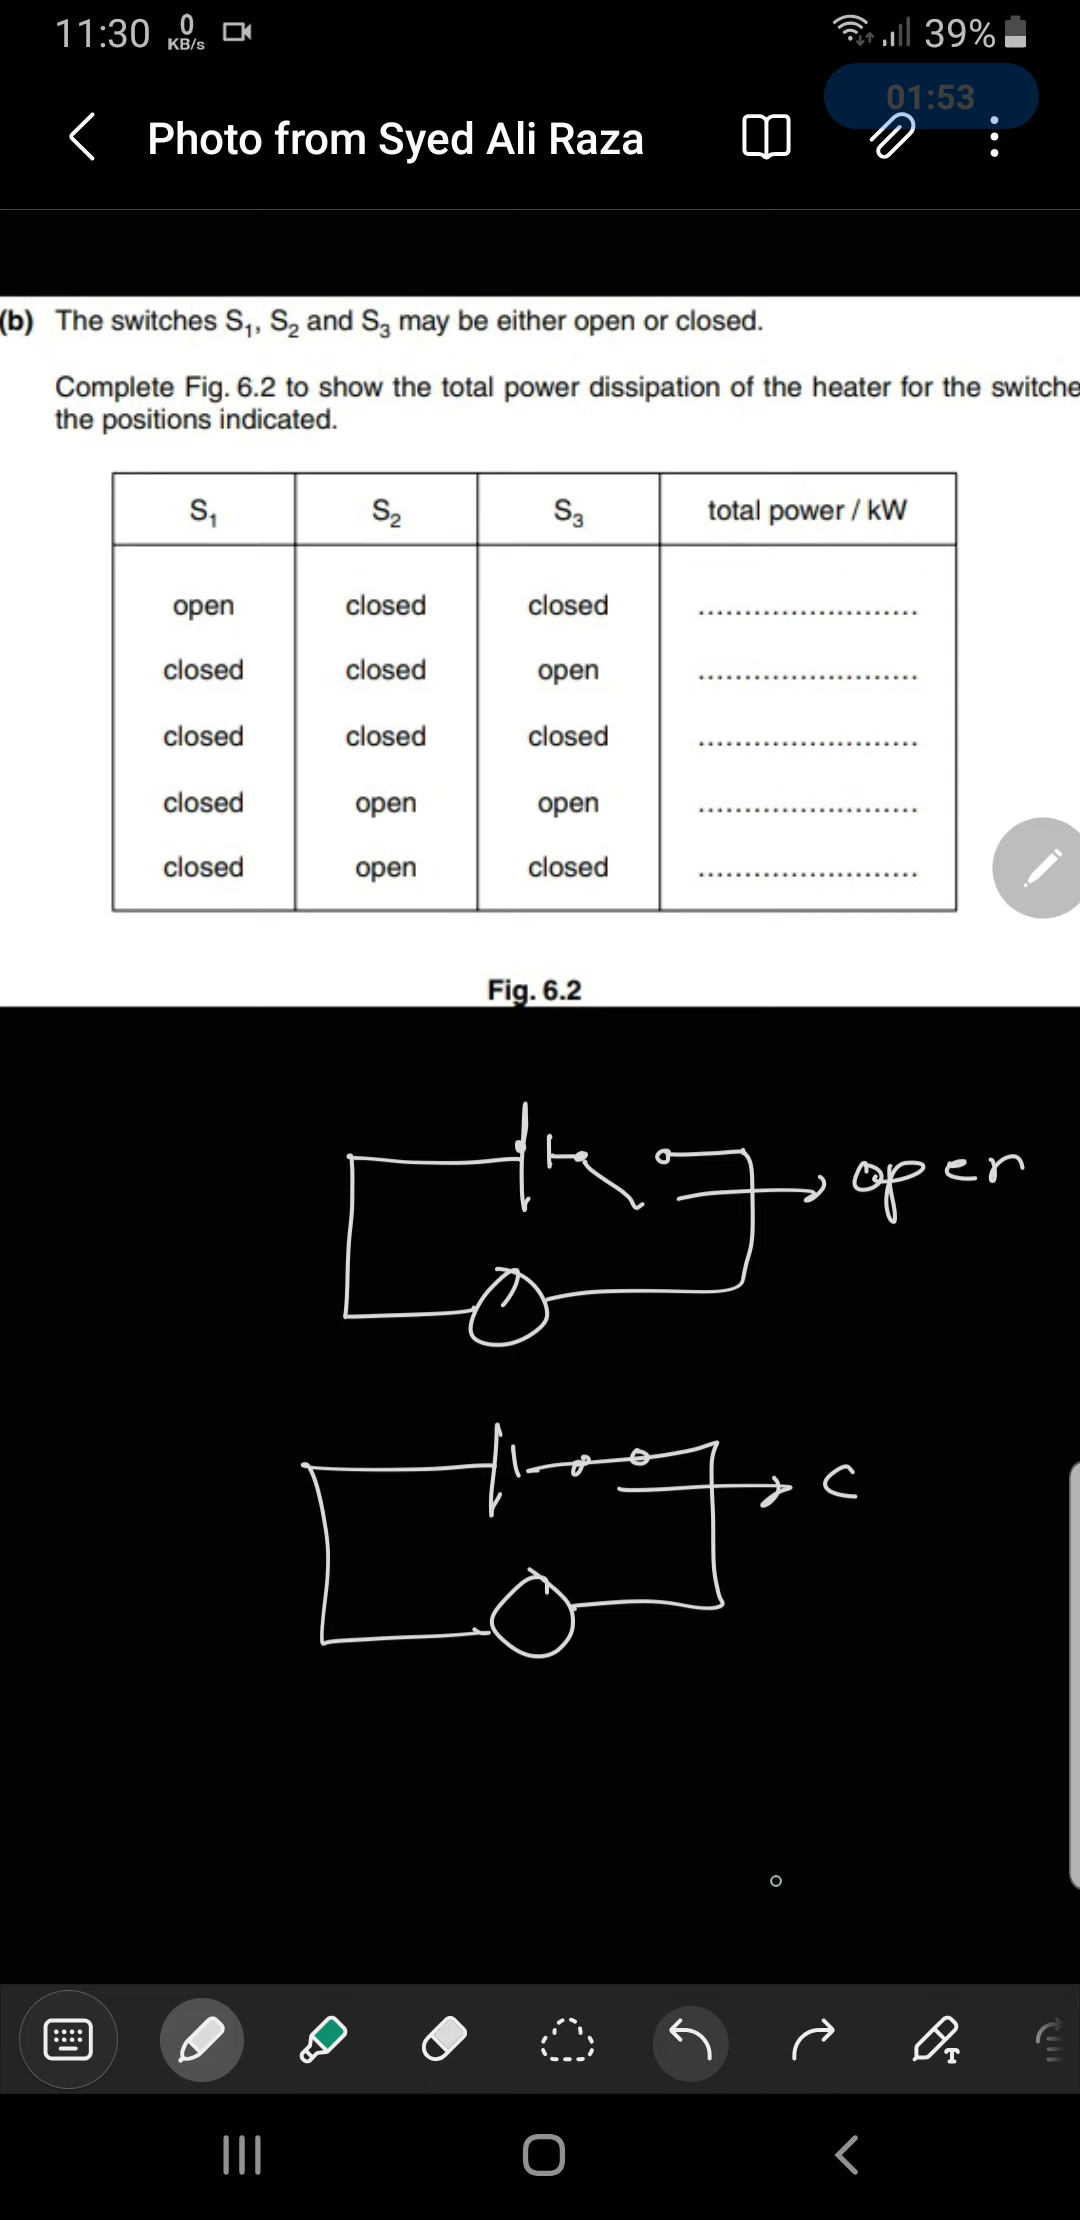 11:30 0 KB/s 39%
01:53
Photo from Syed Ali Raza
(b) The switches S₁, S₂ and S₃ may be either open or closed.
Complete Fig. 6.2 to show the total power dissipation of the heater for the switche
the positions indicated.
S₁ S₂ S₃ total power / kW
open closed closed ........................
closed closed open ........................
closed closed closed ........................
closed open open ........................
closed open closed ........................
Fig. 6.2
open
C
T